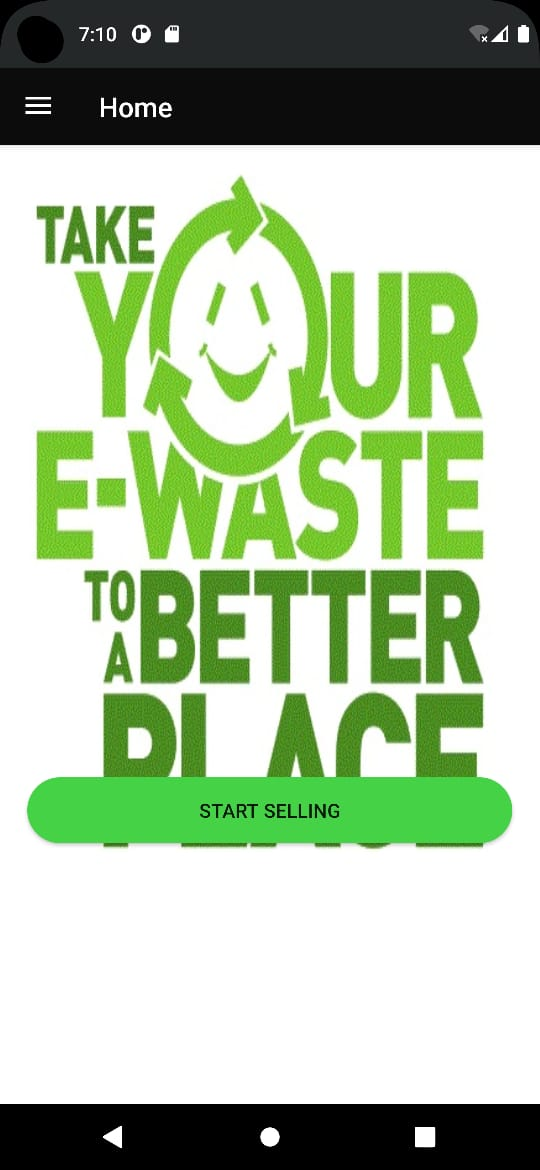 7:10
Home
TAKE
YOUR
E-WASTE
TO A BETTER
PLACE
START SELLING